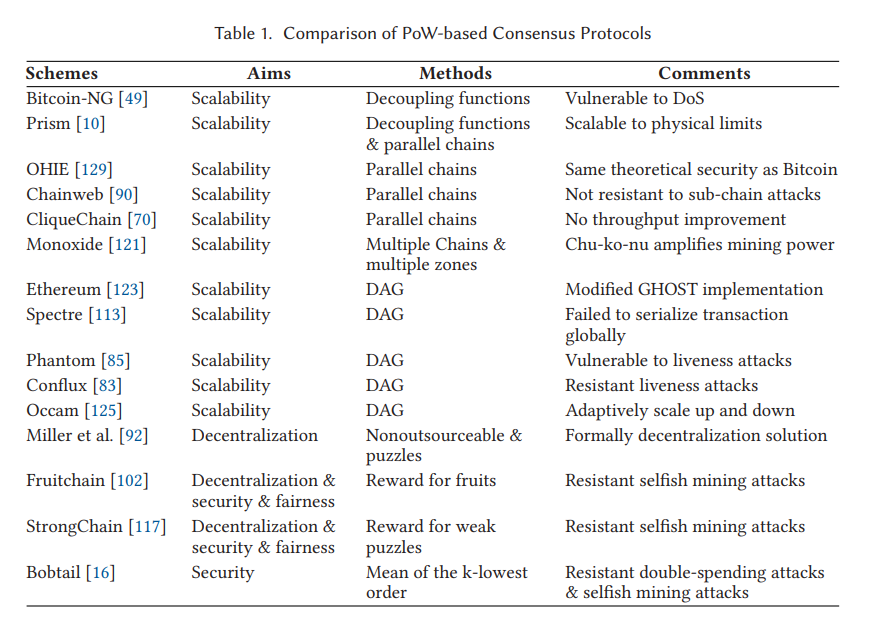 Table 1. Comparison of PoW-based Consensus Protocols
Schemes Aims Methods Comments
Bitcoin-NG [49] Scalability Decoupling functions Vulnerable to DoS
Prism [10] Scalability Decoupling functions Scalable to physical limits
& parallel chains
OHIE [129] Scalability Parallel chains Same theoretical security as Bitcoin
Chainweb [90] Scalability Parallel chains Not resistant to sub-chain attacks
CliqueChain [70] Scalability Parallel chains No throughput improvement
Monoxide [121] Scalability Multiple Chains & Chu-ko-nu amplifies mining power
multiple zones
Ethereum [123] Scalability DAG Modified GHOST implementation
Spectre [113] Scalability DAG Failed to serialize transaction
globally
Phantom [85] Scalability DAG Vulnerable to liveness attacks
Conflux [83] Scalability DAG Resistant liveness attacks
Occam [125] Scalability DAG Adaptively scale up and down
Miller et al. [92] Decentralization Nonoutsourceable & Formally decentralization solution
puzzles
Fruitchain [102] Decentralization & Reward for fruits Resistant selfish mining attacks
security & fairness
StrongChain [117] Decentralization & Reward for weak Resistant selfish mining attacks
security & fairness puzzles
Bobtail [16] Security Mean of the k-lowest Resistant double-spending attacks
order & selfish mining attacks